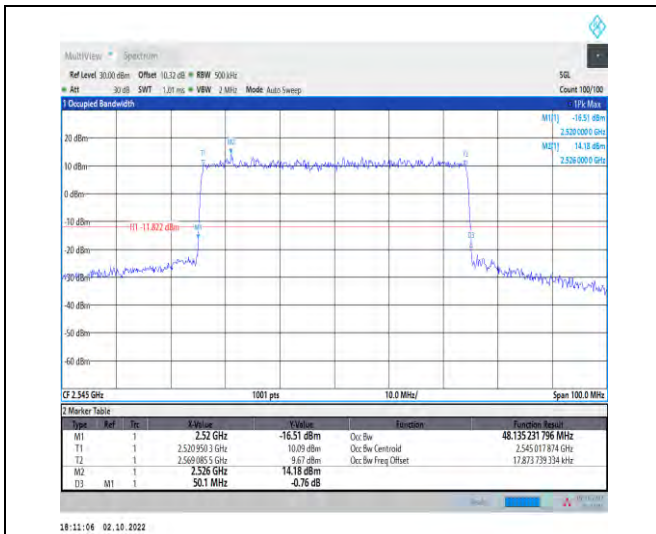 MultiView Spectrum
Ref Level 30.00 dBm Offset 10.32 dB RBW 500 kHz SGL
Att 30 dB SWT 1.01 ms VBW 2 MHz Mode Auto Sweep Count 100/100
1 Occupied Bandwidth 1Pk Max
M1[1] -16.51 dBm
2.520 000 0 GHz
M2[1] 14.18 dBm
2.526 000 0 GHz
20 dBm
M2
T1 T2
10 dBm
0 dBm
-10 dBm
H1 -11.822 dBm M1
D3
-20 dBm
-30 dBm
-40 dBm
-50 dBm
-60 dBm
CF 2.545 GHz 1001 pts 10.0 MHz/ Span 100.0 MHz
2 Marker Table
Type Ref Trc X-Value Y-Value Function Function Result
M1 1 2.52 GHz -16.51 dBm Occ Bw 48.135 231 796 MHz
T1 1 2.520 950 3 GHz 10.09 dBm Occ Bw Centroid 2.545 017 874 GHz
T2 1 2.569 085 5 GHz 9.67 dBm Occ Bw Freq Offset 17.873 739 334 kHz
M2 1 2.526 GHz 14.18 dBm
D3 M1 1 50.1 MHz -0.76 dB
18:11:06 02.10.2022